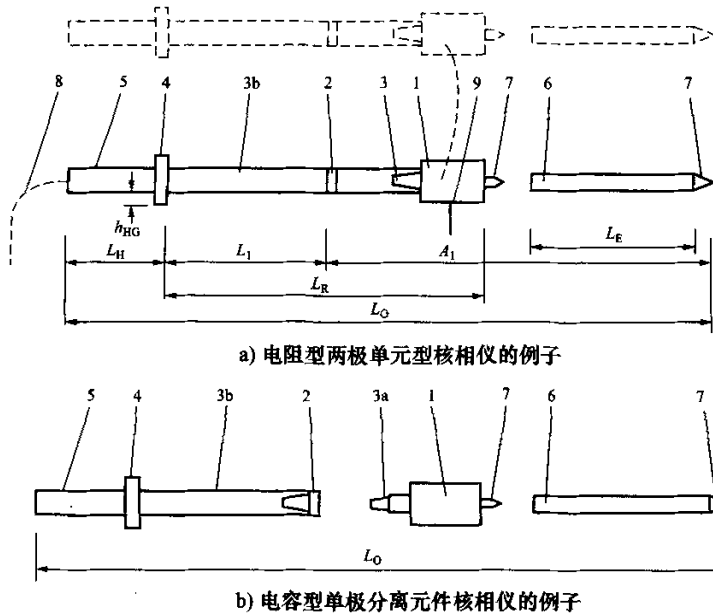 8 5 4 3b 2 3 1 9 7 6 7
h_HG
L_H L_1 A_1 L_E
L_R
L_O
a) 电阻型两极单元型核相仪的例子
5 4 3b 2 3a 1 7 6 7
L_O
b) 电容型单极分离元件核相仪的例子